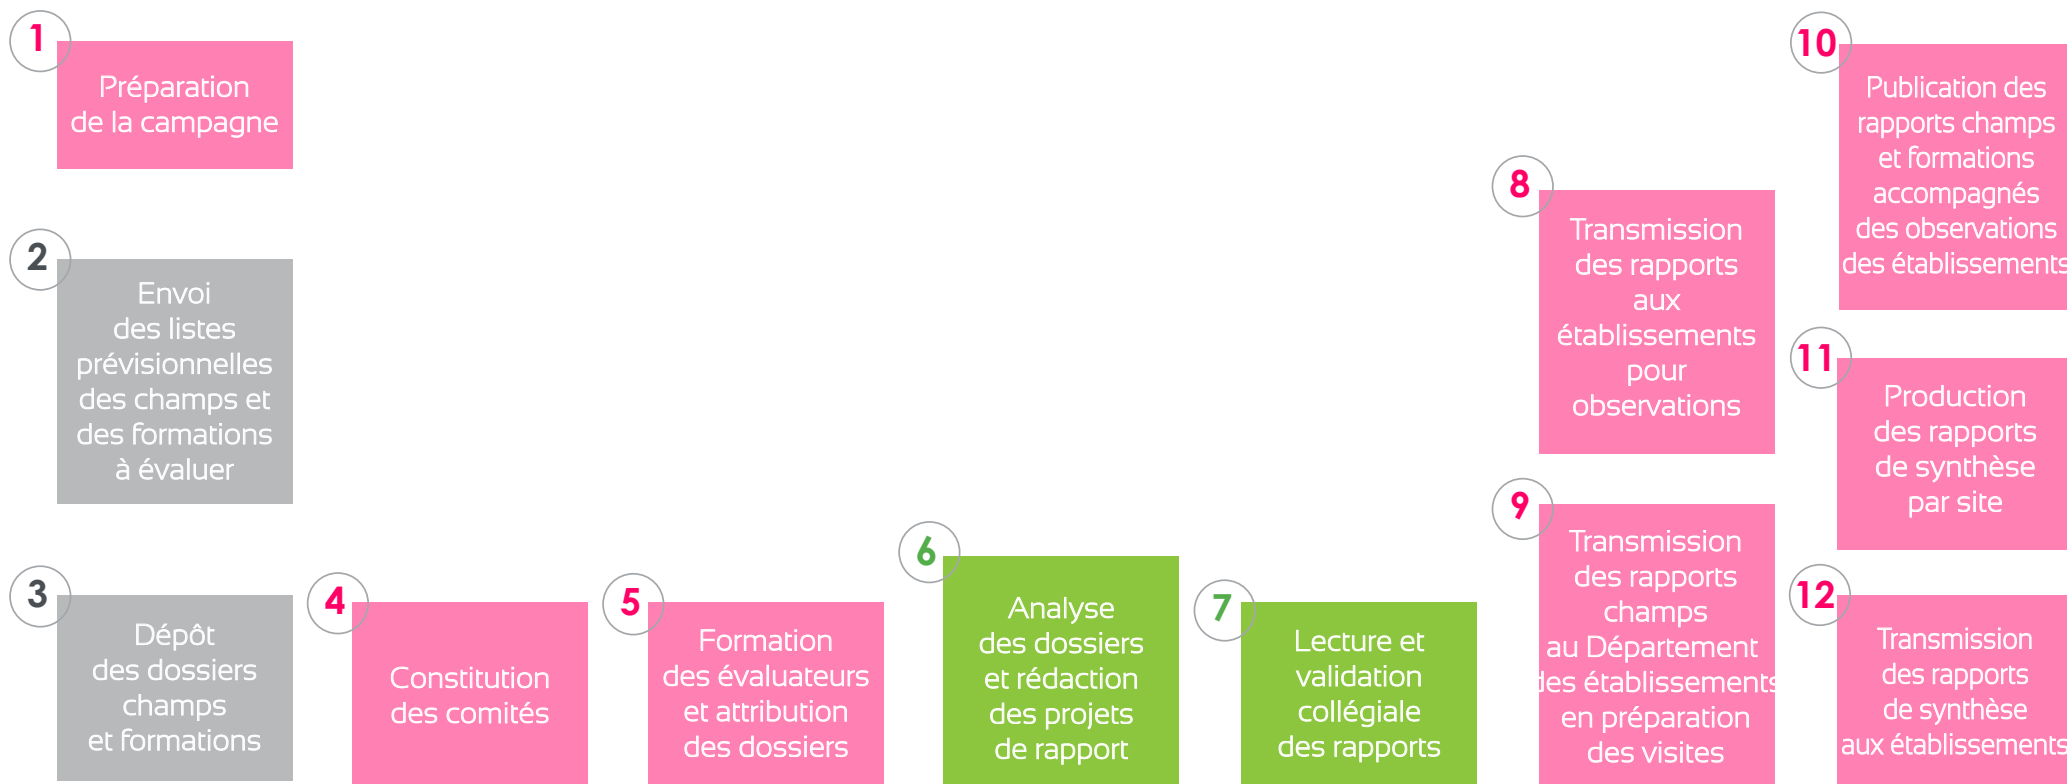 1
Préparation
de la campagne
2
Envoi
des listes
prévisionnelles
des champs et
des formations
à évaluer
3
Dépôt
des dossiers
champs
et formations
4
Constitution
des comités
5
Formation
des évaluateurs
et attribution
des dossiers
6
Analyse
des dossiers
et rédaction
des projets
de rapport
7
Lecture et
validation
collégiale
des rapports
8
Transmission
des rapports
aux
établissements
pour
observations
9
Transmission
des rapports
champs
au Département
des établissements
en préparation
des visites
10
Publication des
rapports champs
et formations
accompagnés
des observations
des établissements
11
Production
des rapports
de synthèse
par site
12
Transmission
des rapports
de synthèse
aux établissements